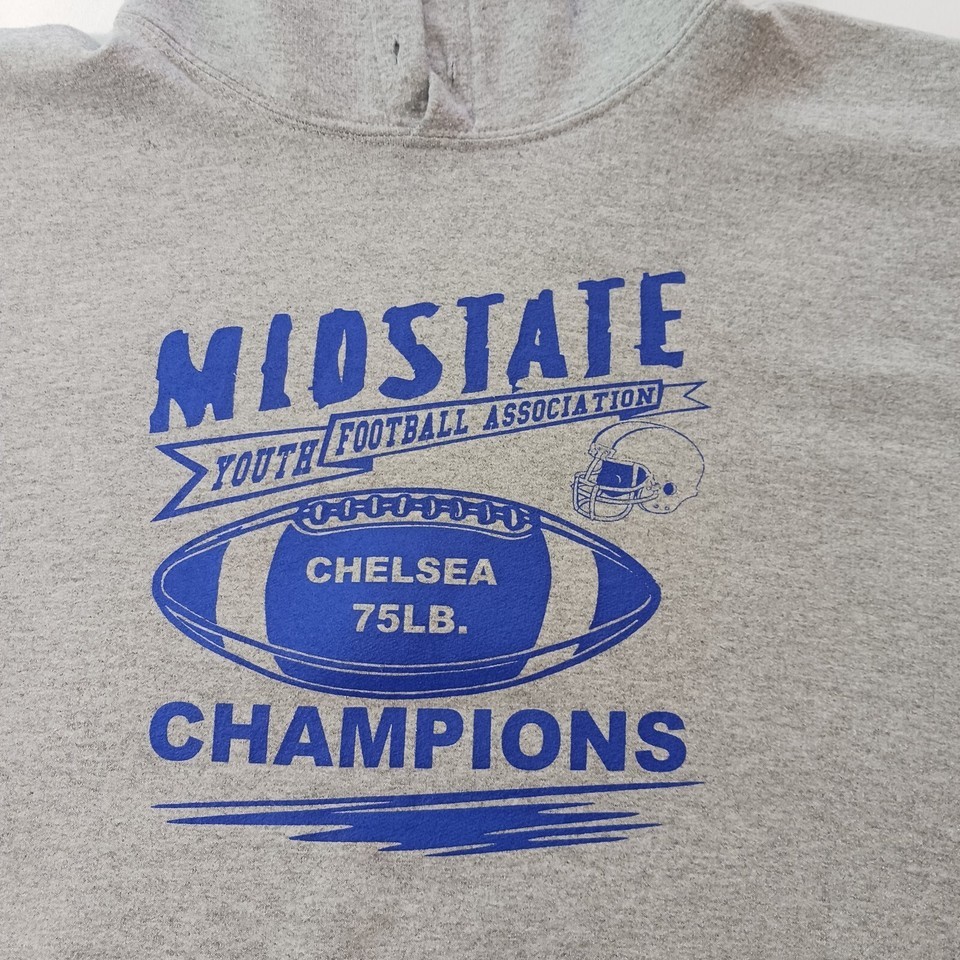 MIDSTATE
YOUTH FOOTBALL ASSOCIATION
CHELSEA
75LB.
CHAMPIONS